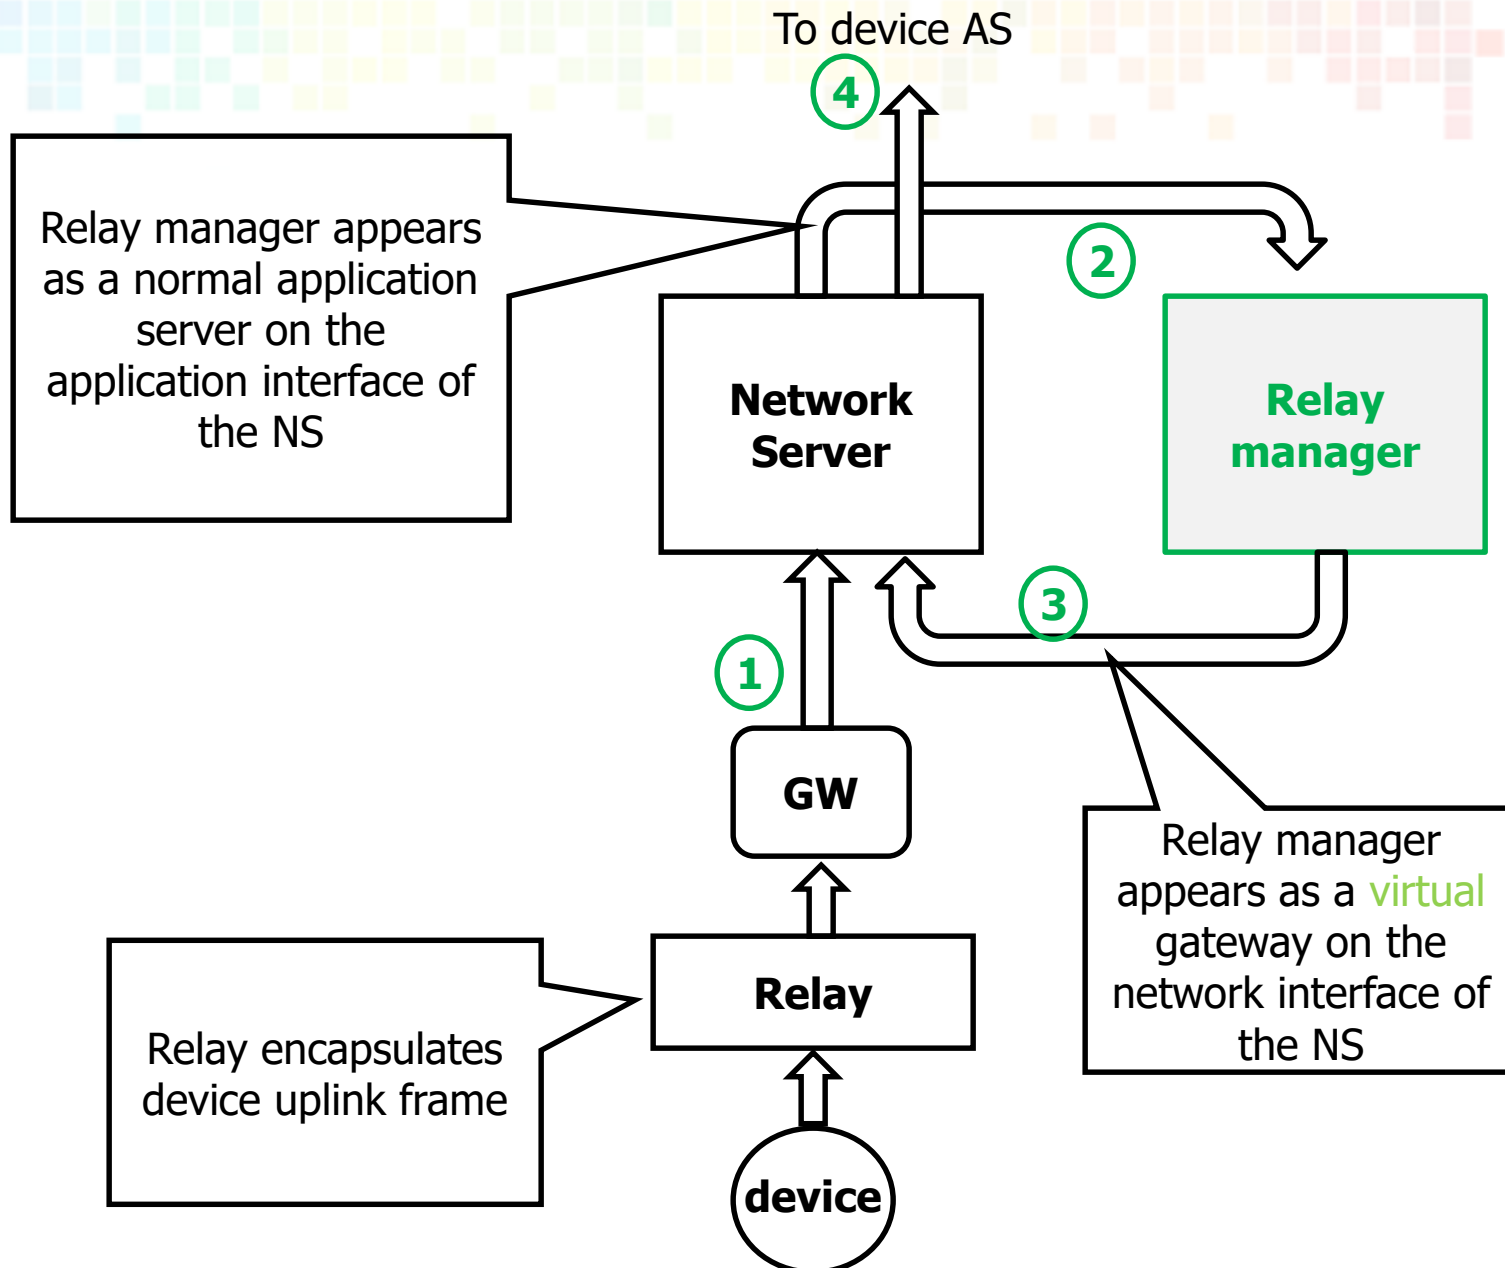 To device AS
4
Relay manager appears
as a normal application
server on the
application interface of
the NS
2
Network
Server
Relay
manager
3
1
GW
Relay manager
appears as a virtual
gateway on the
network interface of
the NS
Relay
Relay encapsulates
device uplink frame
device